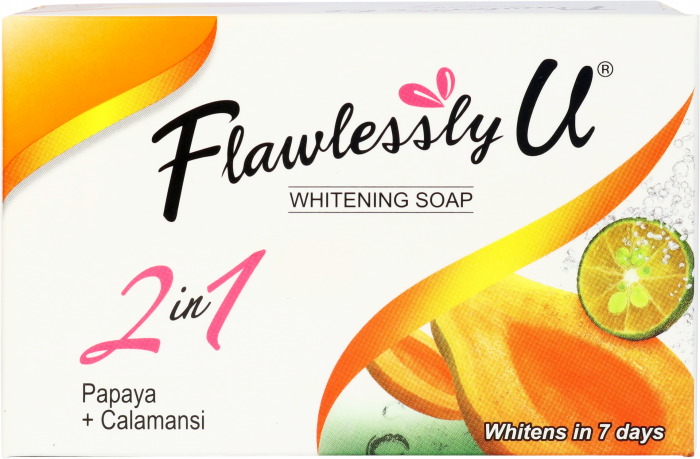 Flawlessly U®
WHITENING SOAP
2 in 1
Papaya
+ Calamansi
Whitens in 7 days